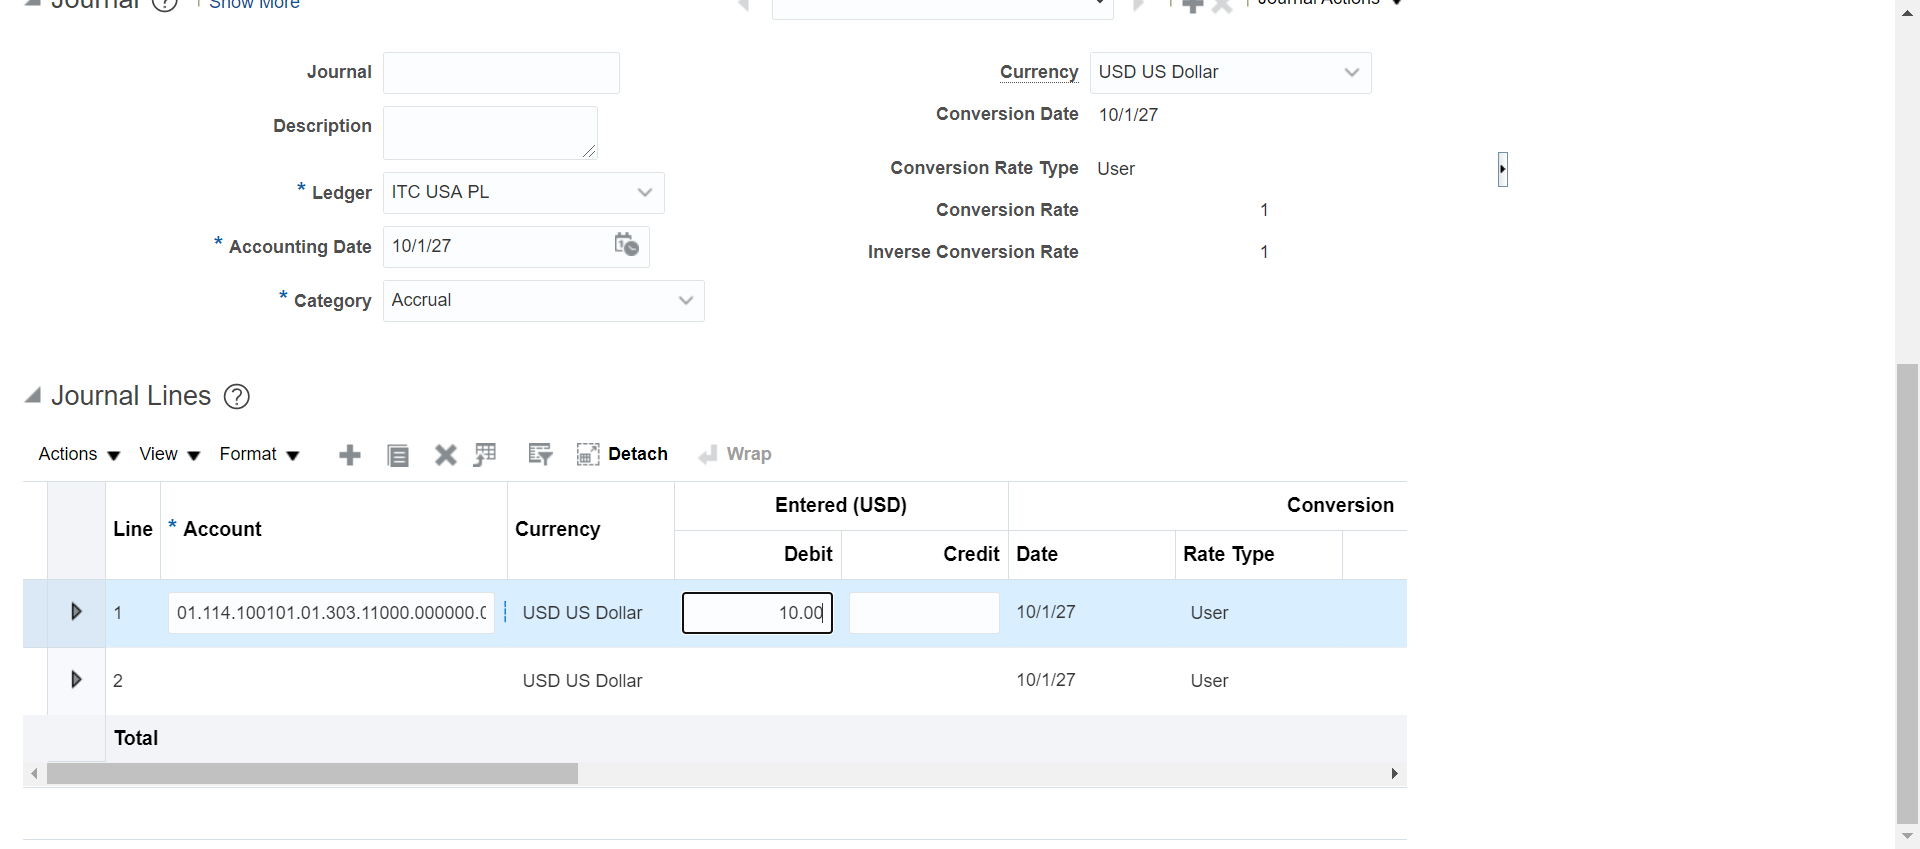 Journal ? Show More Journal Actions
Journal
Description
* Ledger ITC USA PL
* Accounting Date 10/1/27
* Category Accrual
Currency USD US Dollar
Conversion Date 10/1/27
Conversion Rate Type User
Conversion Rate 1
Inverse Conversion Rate 1
Journal Lines ?
Actions View Format Detach Wrap
Line * Account Currency Entered (USD) Conversion
Debit Credit Date Rate Type
1 01.114.100101.01.303.11000.000000.0 USD US Dollar 10.00 10/1/27 User
2 USD US Dollar 10/1/27 User
Total